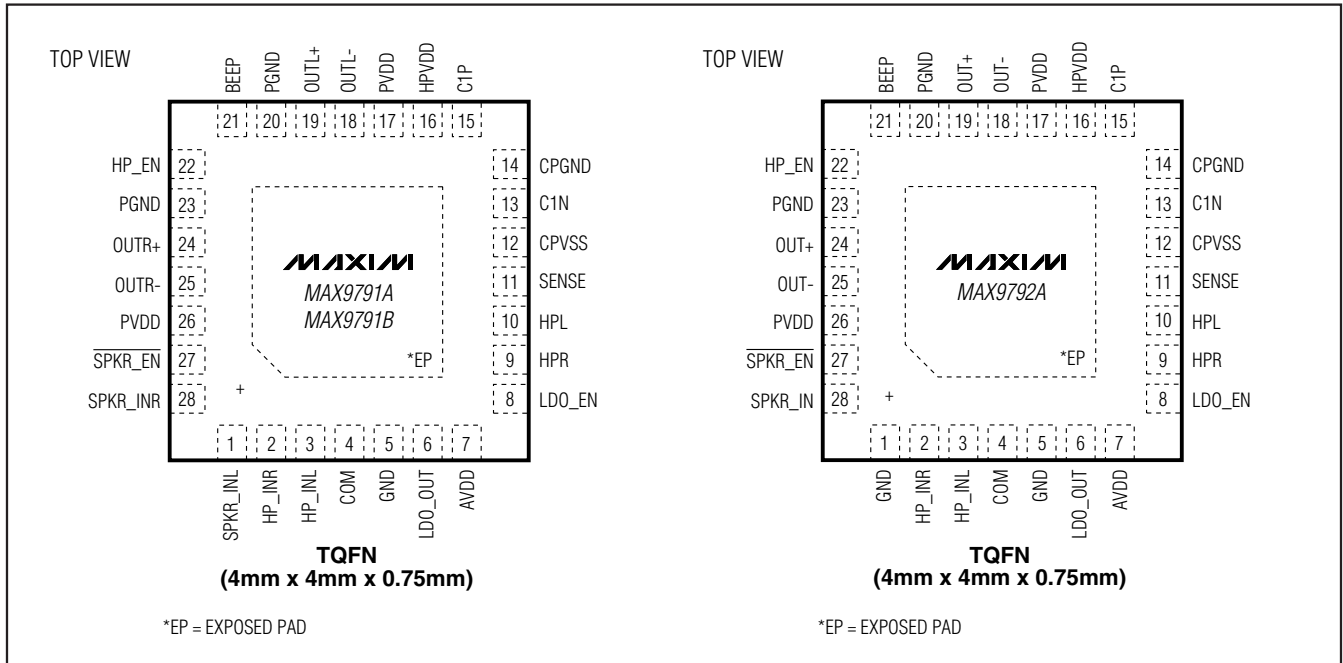 TOP VIEW
BEEP
PGND
OUTL+
OUTL-
PVDD
HPVDD
C1P
21 20 19 18 17 16 15
HP_EN 22
PGND 23
OUTR+ 24
OUTR- 25
PVDD 26
SPKR_EN 27
SPKR_INR 28
14 CPGND
13 C1N
12 CPVSS
11 SENSE
10 HPL
9 HPR
8 LDO_EN
MAXIM
MAX9791A
MAX9791B
*EP
+
1 2 3 4 5 6 7
SPKR_INL
HP_INR
HP_INL
COM
GND
LDO_OUT
AVDD
TQFN
(4mm x 4mm x 0.75mm)
*EP = EXPOSED PAD
TOP VIEW
BEEP
PGND
OUT+
OUT-
PVDD
HPVDD
C1P
21 20 19 18 17 16 15
HP_EN 22
PGND 23
OUT+ 24
OUT- 25
PVDD 26
SPKR_EN 27
SPKR_IN 28
14 CPGND
13 C1N
12 CPVSS
11 SENSE
10 HPL
9 HPR
8 LDO_EN
MAXIM
MAX9792A
*EP
+
1 2 3 4 5 6 7
GND
HP_INR
HP_INL
COM
GND
LDO_OUT
AVDD
TQFN
(4mm x 4mm x 0.75mm)
*EP = EXPOSED PAD